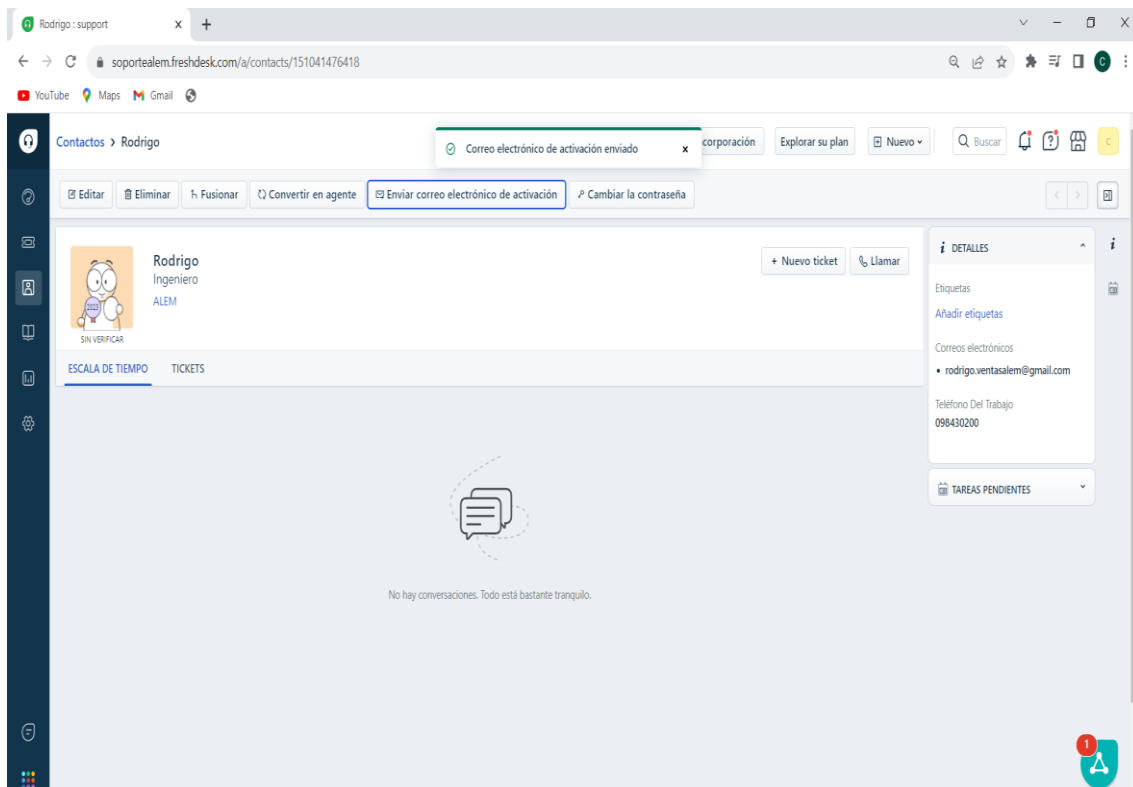 Rodrigo : support
soportealem.freshdesk.com/a/contacts/151041476418
C
YouTube Maps Gmail
Contactos > Rodrigo
Correo electrónico de activación enviado x
corporación
Explorar su plan
Nuevo
Buscar
C
Editar
Eliminar
Fusionar
Convertir en agente
Enviar correo electrónico de activación
Cambiar la contraseña
Rodrigo
Ingeniero
ALEM
2023
SIN VERIFICAR
+ Nuevo ticket
Llamar
ESCALA DE TIEMPO TICKETS
No hay conversaciones. Todo está bastante tranquilo.
i DETALLES
Etiquetas
Añadir etiquetas
Correos electrónicos
• rodrigo.ventasalem@gmail.com
Teléfono Del Trabajo
098430200
TAREAS PENDIENTES
i
1